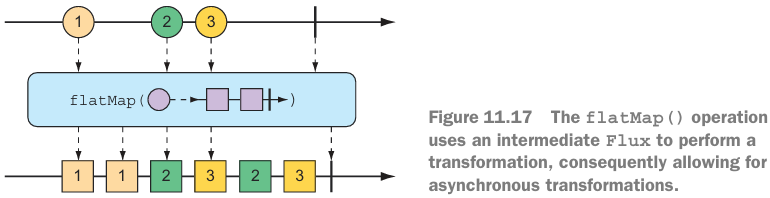 1 2 3
flatMap( )
1 1 2 3 2 3
Figure 11.17 The flatMap() operation
uses an intermediate Flux to perform a
transformation, consequently allowing for
asynchronous transformations.